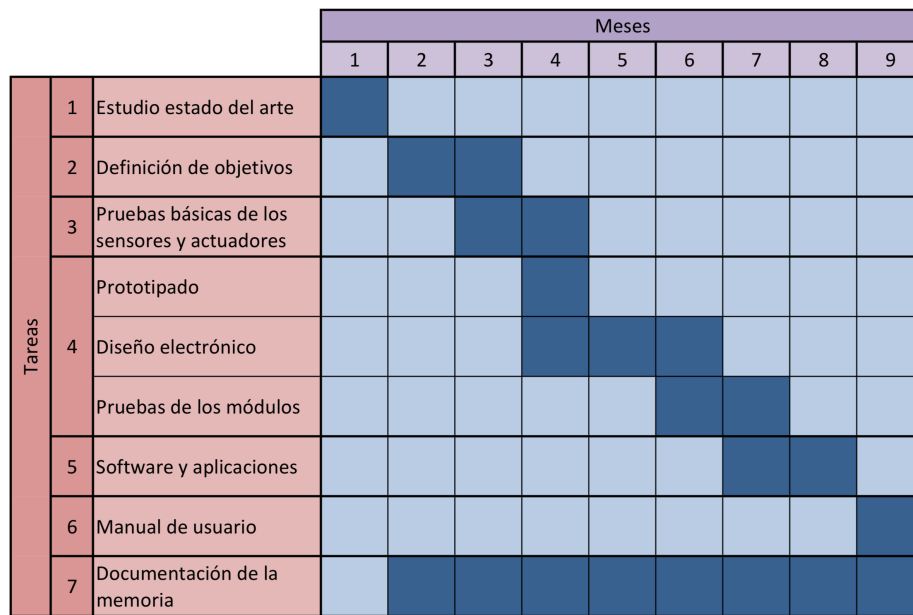 Meses
1 2 3 4 5 6 7 8 9
Tareas
1 Estudio estado del arte
2 Definición de objetivos
3 Pruebas básicas de los
sensores y actuadores
4
Prototipado
Diseño electrónico
Pruebas de los módulos
5 Software y aplicaciones
6 Manual de usuario
7 Documentación de la
memoria